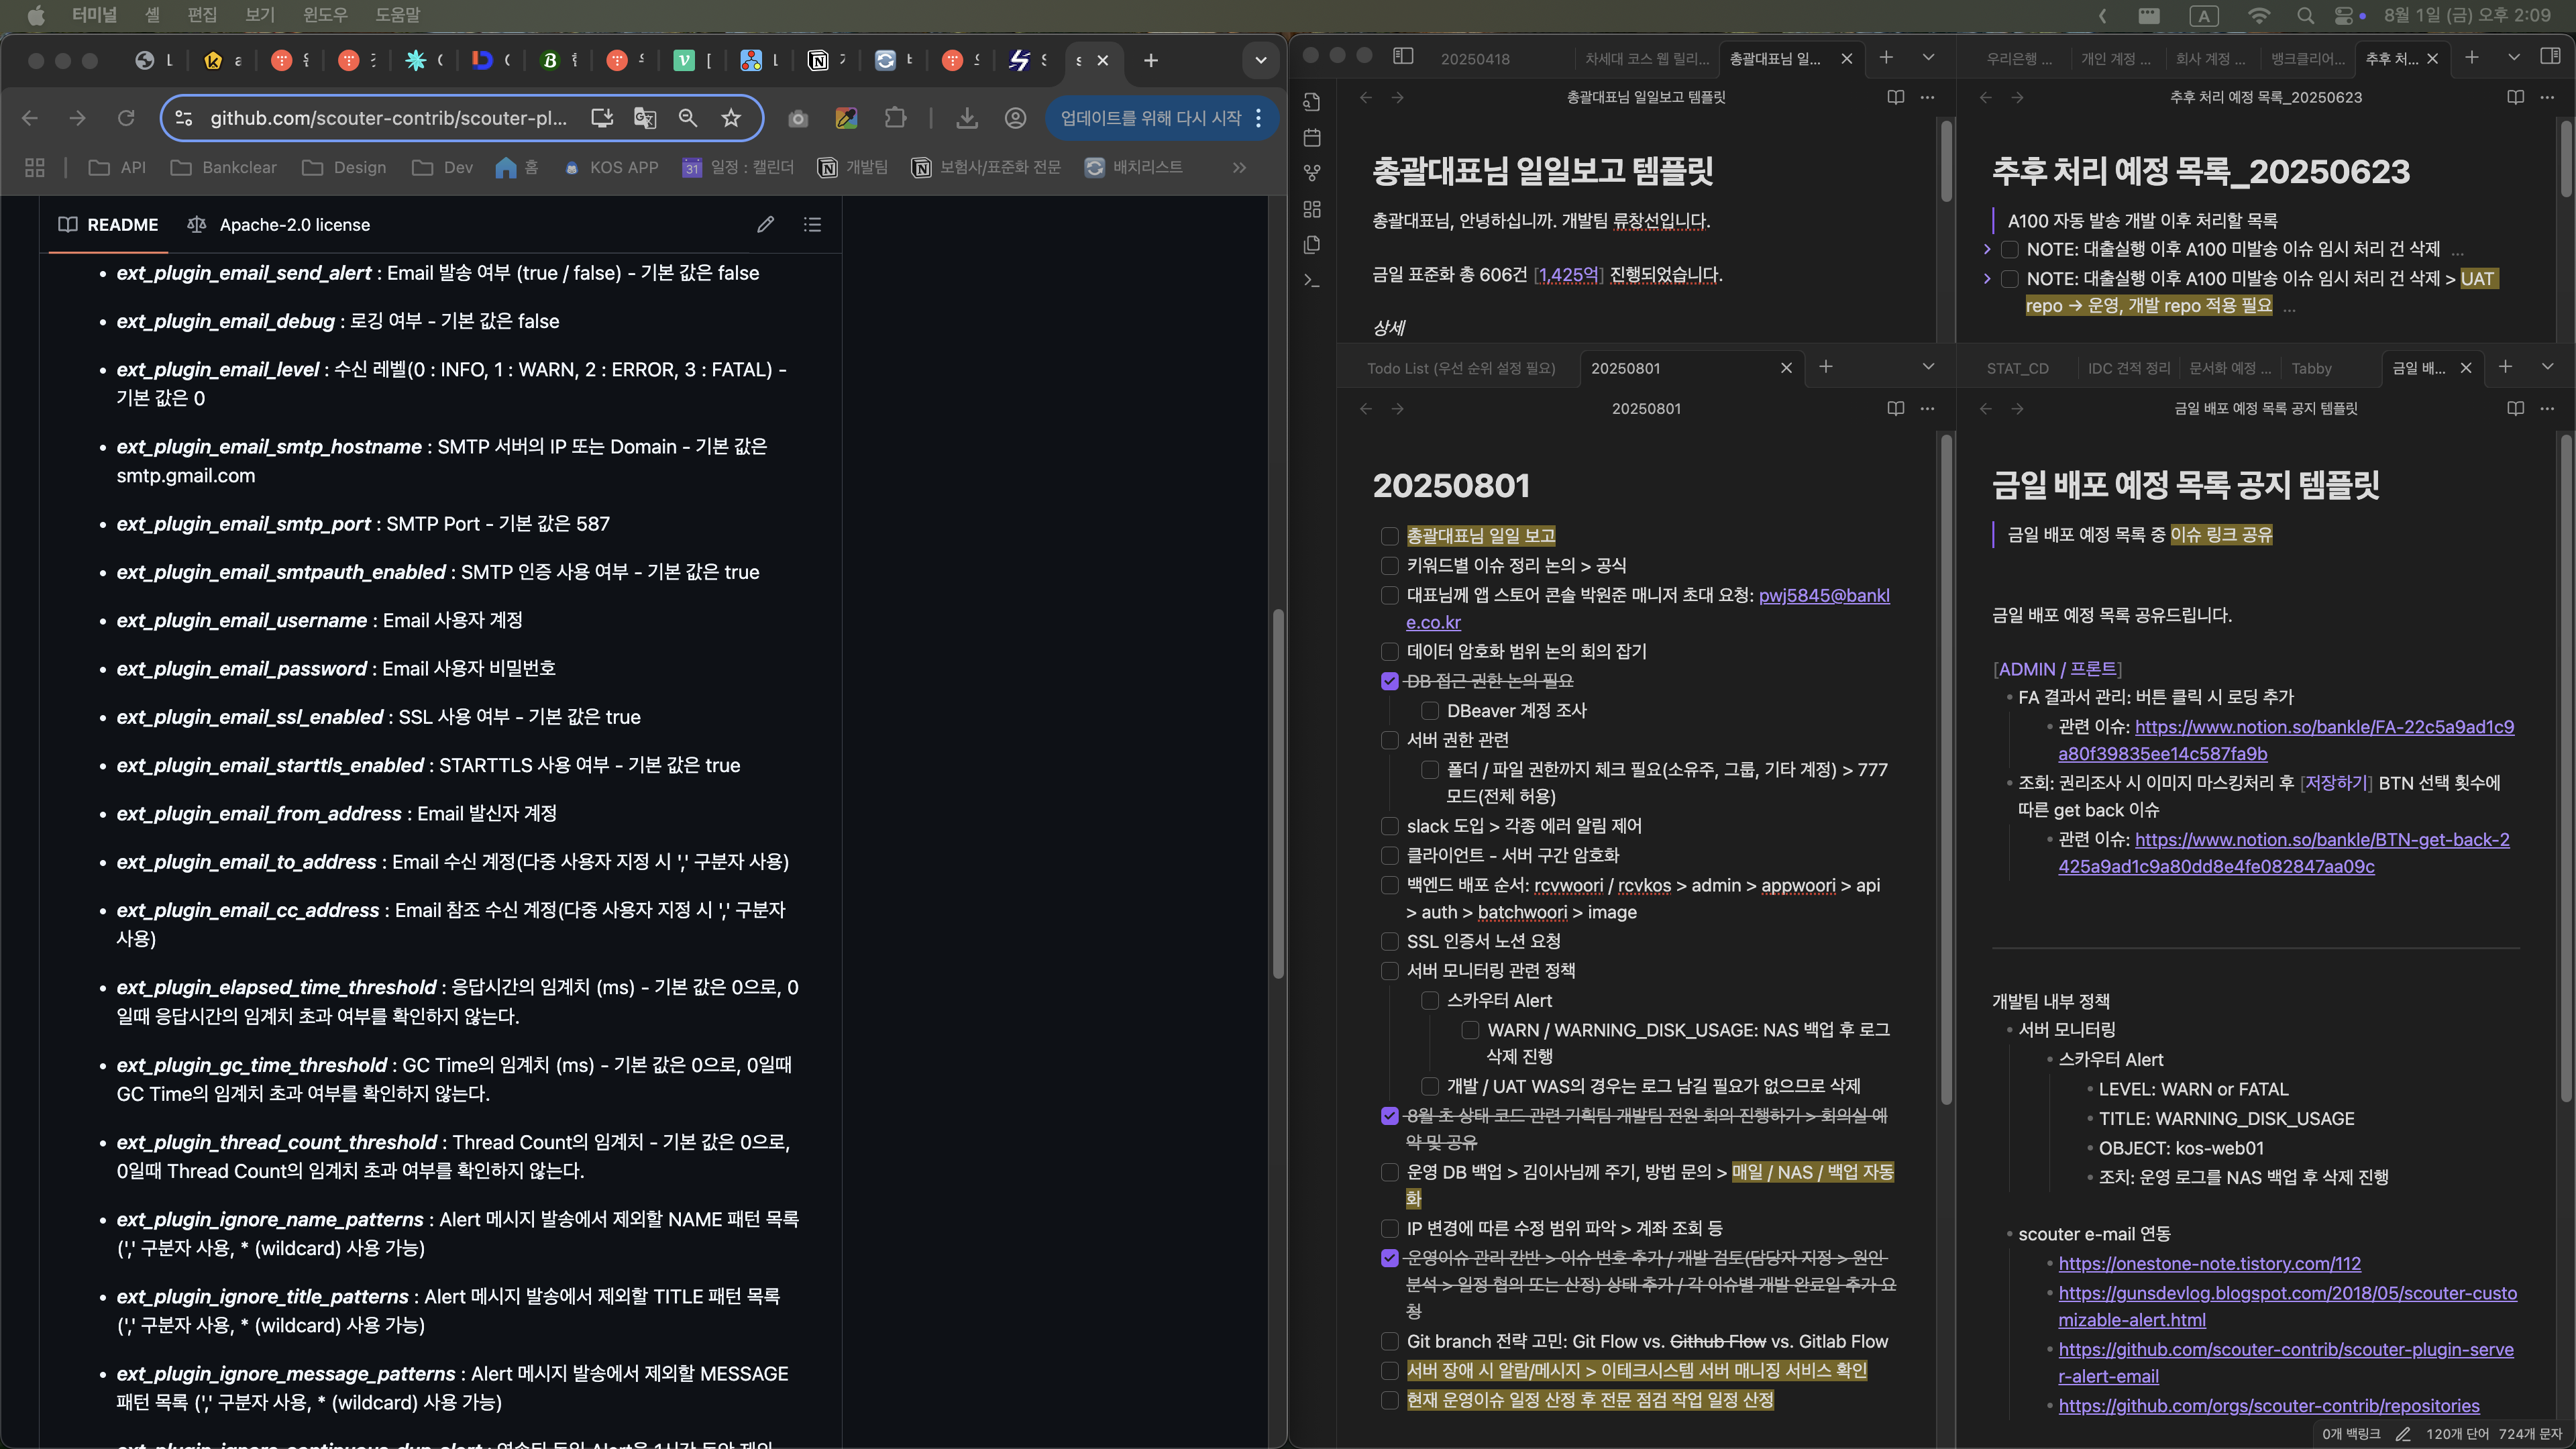 터미널 셸 편집 보기 윈도우 도움말
A 8월 1일 (금) 오후 2:09
github.com/scouter-contrib/scouter-pl...
업데이트를 위해 다시 시작
API Bankclear Design Dev 홈 KOS APP 일정 : 캘린더 개발팀 보험사/표준화 전문 배치리스트
README Apache-2.0 license
• ext_plugin_email_send_alert : Email 발송 여부 (true / false) - 기본 값은 false
• ext_plugin_email_debug : 로깅 여부 - 기본 값은 false
• ext_plugin_email_level : 수신 레벨(0 : INFO, 1 : WARN, 2 : ERROR, 3 : FATAL) -
기본 값은 0
• ext_plugin_email_smtp_hostname : SMTP 서버의 IP 또는 Domain - 기본 값은
smtp.gmail.com
• ext_plugin_email_smtp_port : SMTP Port - 기본 값은 587
• ext_plugin_email_smtpauth_enabled : SMTP 인증 사용 여부 - 기본 값은 true
• ext_plugin_email_username : Email 사용자 계정
• ext_plugin_email_password : Email 사용자 비밀번호
• ext_plugin_email_ssl_enabled : SSL 사용 여부 - 기본 값은 true
• ext_plugin_email_starttls_enabled : STARTTLS 사용 여부 - 기본 값은 true
• ext_plugin_email_from_address : Email 발신자 계정
• ext_plugin_email_to_address : Email 수신 계정(다중 사용자 지정 시 ',' 구분자 사용)
• ext_plugin_email_cc_address : Email 참조 수신 계정(다중 사용자 지정 시 ',' 구분자
사용)
• ext_plugin_elapsed_time_threshold : 응답시간의 임계치 (ms) - 기본 값은 0으로, 0
일때 응답시간의 임계치 초과 여부를 확인하지 않는다.
• ext_plugin_gc_time_threshold : GC Time의 임계치 (ms) - 기본 값은 0으로, 0일때
GC Time의 임계치 초과 여부를 확인하지 않는다.
• ext_plugin_thread_count_threshold : Thread Count의 임계치 - 기본 값은 0으로,
0일때 Thread Count의 임계치 초과 여부를 확인하지 않는다.
• ext_plugin_ignore_name_patterns : Alert 메시지 발송에서 제외할 NAME 패턴 목록
(',' 구분자 사용, * (wildcard) 사용 가능)
• ext_plugin_ignore_title_patterns : Alert 메시지 발송에서 제외할 TITLE 패턴 목록
(',' 구분자 사용, * (wildcard) 사용 가능)
• ext_plugin_ignore_message_patterns : Alert 메시지 발송에서 제외할 MESSAGE
패턴 목록 (',' 구분자 사용, * (wildcard) 사용 가능)
20250418 차세대 코스 웹 릴리... 총괄대표님 일...
총괄대표님 일일보고 템플릿
총괄대표님 일일보고 템플릿
총괄대표님, 안녕하십니까. 개발팀 류창선입니다.
금일 표준화 총 606건 [1,425억] 진행되었습니다.
상세
우리은행 ... 개인 계정 ... 회사 계정 ... 뱅크클리어... 추후 처...
추후 처리 예정 목록_20250623
추후 처리 예정 목록_20250623
A100 자동 발송 개발 이후 처리할 목록
NOTE: 대출실행 이후 A100 미발송 이슈 임시 처리 건 삭제 ...
NOTE: 대출실행 이후 A100 미발송 이슈 임시 처리 건 삭제 > UAT
repo → 운영, 개발 repo 적용 필요 ...
Todo List (우선 순위 설정 필요) 20250801
20250801
20250801
총괄대표님 일일 보고
키워드별 이슈 정리 논의 > 공식
대표님께 앱 스토어 콘솔 박원준 매니저 초대 요청: pwj5845@bankl
e.co.kr
데이터 암호화 범위 논의 회의 잡기
DB 접근 권한 논의 필요
DBeaver 계정 조사
서버 권한 관련
폴더 / 파일 권한까지 체크 필요(소유주, 그룹, 기타 계정) > 777
모드(전체 허용)
slack 도입 > 각종 에러 알림 제어
클라이언트 - 서버 구간 암호화
백엔드 배포 순서: rcvwoori / rcvkos > admin > appwoori > api
> auth > batchwoori > image
SSL 인증서 노션 요청
서버 모니터링 관련 정책
스카우터 Alert
WARN / WARNING_DISK_USAGE: NAS 백업 후 로그
삭제 진행
개발 / UAT WAS의 경우는 로그 남길 필요가 없으므로 삭제
8월 초 상태 코드 관련 기획팀 개발팀 전원 회의 진행하기 > 회의실 예
약 및 공유
운영 DB 백업 > 김이사님께 주기, 방법 문의 > 매일 / NAS / 백업 자동
화
IP 변경에 따른 수정 범위 파악 > 계좌 조회 등
운영이슈 관리 칸반 > 이슈 번호 추가 / 개발 검토(담당자 지정 > 원인
분석 > 일정 협의 또는 산정) 상태 추가 / 각 이슈별 개발 완료일 추가 요
청
Git branch 전략 고민: Git Flow vs. Github Flow vs. Gitlab Flow
서버 장애 시 알람/메시지 > 이테크시스템 서버 매니징 서비스 확인
현재 운영이슈 일정 산정 후 전문 점검 작업 일정 산정
STAT_CD IDC 견적 정리 문서화 예정 ... Tabby 금일 배...
금일 배포 예정 목록 공지 템플릿
금일 배포 예정 목록 공지 템플릿
금일 배포 예정 목록 중 이슈 링크 공유
금일 배포 예정 목록 공유드립니다.
[ADMIN / 프론트]
• FA 결과서 관리: 버튼 클릭 시 로딩 추가
• 관련 이슈: https://www.notion.so/bankle/FA-22c5a9ad1c9
a80f39835ee14c587fa9b
• 조회: 권리조사 시 이미지 마스킹처리 후 [저장하기] BTN 선택 횟수에
따른 get back 이슈
• 관련 이슈: https://www.notion.so/bankle/BTN-get-back-2
425a9ad1c9a80dd8e4fe082847aa09c
개발팀 내부 정책
• 서버 모니터링
• 스카우터 Alert
• LEVEL: WARN or FATAL
• TITLE: WARNING_DISK_USAGE
• OBJECT: kos-web01
• 조치: 운영 로그를 NAS 백업 후 삭제 진행
• scouter e-mail 연동
• https://onestone-note.tistory.com/112
• https://gunsdevlog.blogspot.com/2018/05/scouter-custo
mizable-alert.html
• https://github.com/scouter-contrib/scouter-plugin-serve
r-alert-email
• https://github.com/orgs/scouter-contrib/repositories
0개 백링크 120개 단어 724개 문자